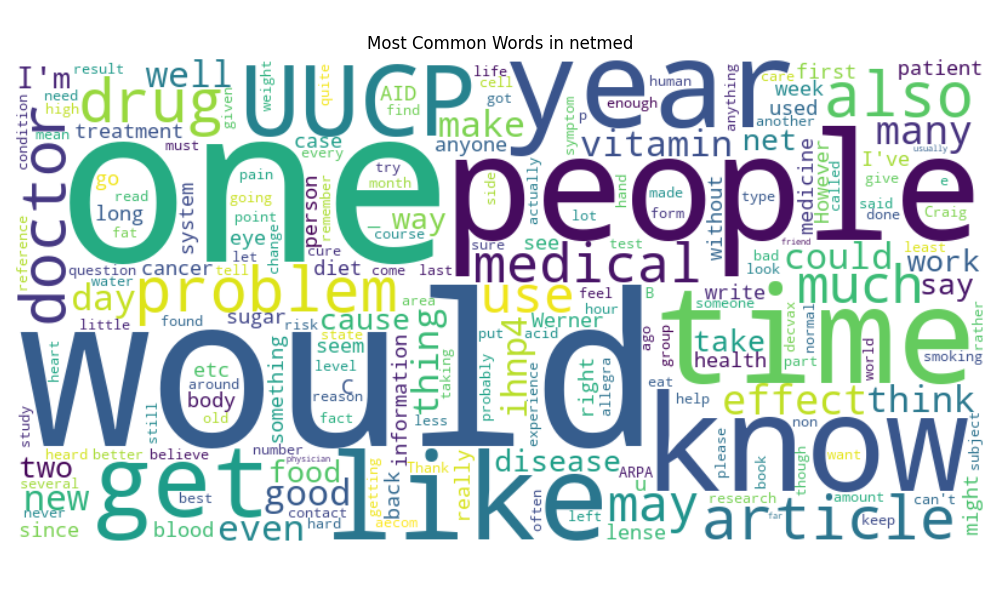 Most Common Words in netmed
I'm result need high drug given weight UUCP quite AID find life cell got year human enough p symptom anything care first also patient
condition mean treatment must case every make anyone vitamin week used another net many
doctor one go read long fat system pain going point eye let change person remember cure try month way course _ people side actually hand lot made form without type medicine However called I've give said done e Craig usually
reference question water cancer tell diet come last sure see test medical bad look friend could least work
day problem sugar risk cause area use feel hour B write someone much say
little found state thing put acid ihnp4 Werner ago group take health decvax normal part time world smoking rather
heart would etc around body old something seem level C reason fact information less taking probably experience right allegra eat help effect think
study still number believe know non
two heard better get physician food like really disease ARPA u please book though want subject
several new never since best blood even contact good hard getting back Thank aecom often left lense may research article amount far keep can't might